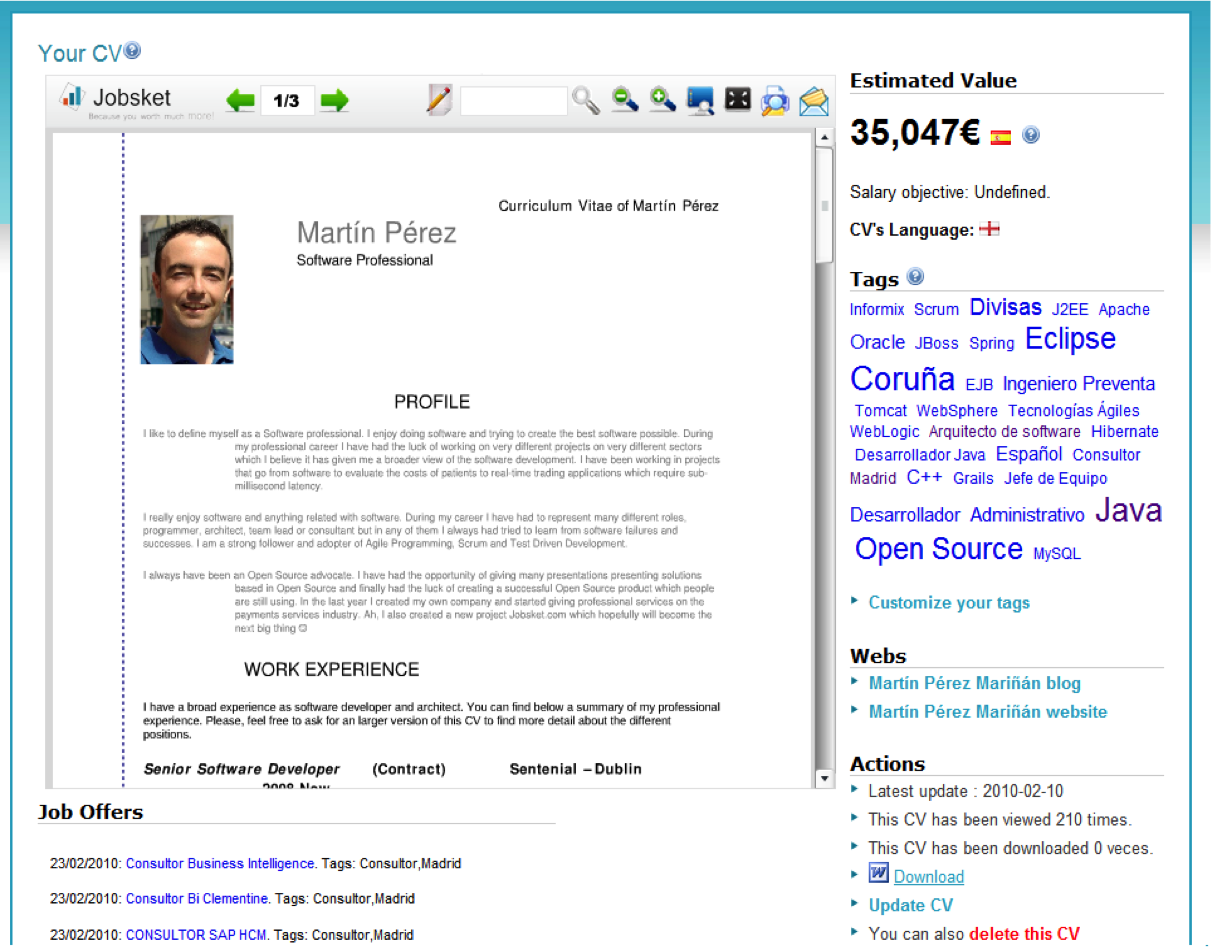 Your CV
Jobsket
Because you worth much more!
1/3
Curriculum Vitae of Martín Pérez
Martín Pérez
Software Professional
PROFILE
I like to define myself as a Software professional. I enjoy doing software and trying to create the best software possible. During
my professional career I have had the luck of working on very different projects on very different sectors
which I believe it has given me a broader view of the software development. I have been working in projects
that go from software to evaluate the costs of patients to real-time trading applications which require sub-
millisecond latency.
I really enjoy software and anything related with software. During my career I have had to represent many different roles,
programmer, architect, team lead or consultant but in any of them I always had tried to learn from software failures and
successes. I am a strong follower and adopter of Agile Programming, Scrum and Test Driven Development.
I always have been an Open Source advocate. I have had the opportunity of giving many presentations presenting solutions
based in Open Source and finally had the luck of creating a successful Open Source product which people
are still using. In the last year I created my own company and started giving professional services on the
payments services industry. Ah, I also created a new project Jobsket.com which hopefully will become the
next big thing ☺
WORK EXPERIENCE
I have a broad experience as software developer and architect. You can find below a summary of my professional
experience. Please, feel free to ask for an larger version of this CV to find more detail about the different
positions.
Senior Software Developer (Contract) Sentenial – Dublin
2008-Now
Job Offers
23/02/2010: Consultor Business Intelligence. Tags: Consultor,Madrid
23/02/2010: Consultor Bi Clementine. Tags: Consultor,Madrid
23/02/2010: CONSULTOR SAP HCM. Tags: Consultor,Madrid
Estimated Value
35,047€
Salary objective: Undefined.
CV's Language:
Tags
Informix Scrum Divisas J2EE Apache
Oracle JBoss Spring Eclipse
Coruña EJB Ingeniero Preventa
Tomcat WebSphere Tecnologías Ágiles
WebLogic Arquitecto de software Hibernate
Desarrollador Java Español Consultor
Madrid C++ Grails Jefe de Equipo
Desarrollador Administrativo Java
Open Source MySQL
Customize your tags
Webs
Martín Pérez Mariñán blog
Martín Pérez Mariñán website
Actions
Latest update : 2010-02-10
This CV has been viewed 210 times.
This CV has been downloaded 0 veces.
Download
Update CV
You can also delete this CV